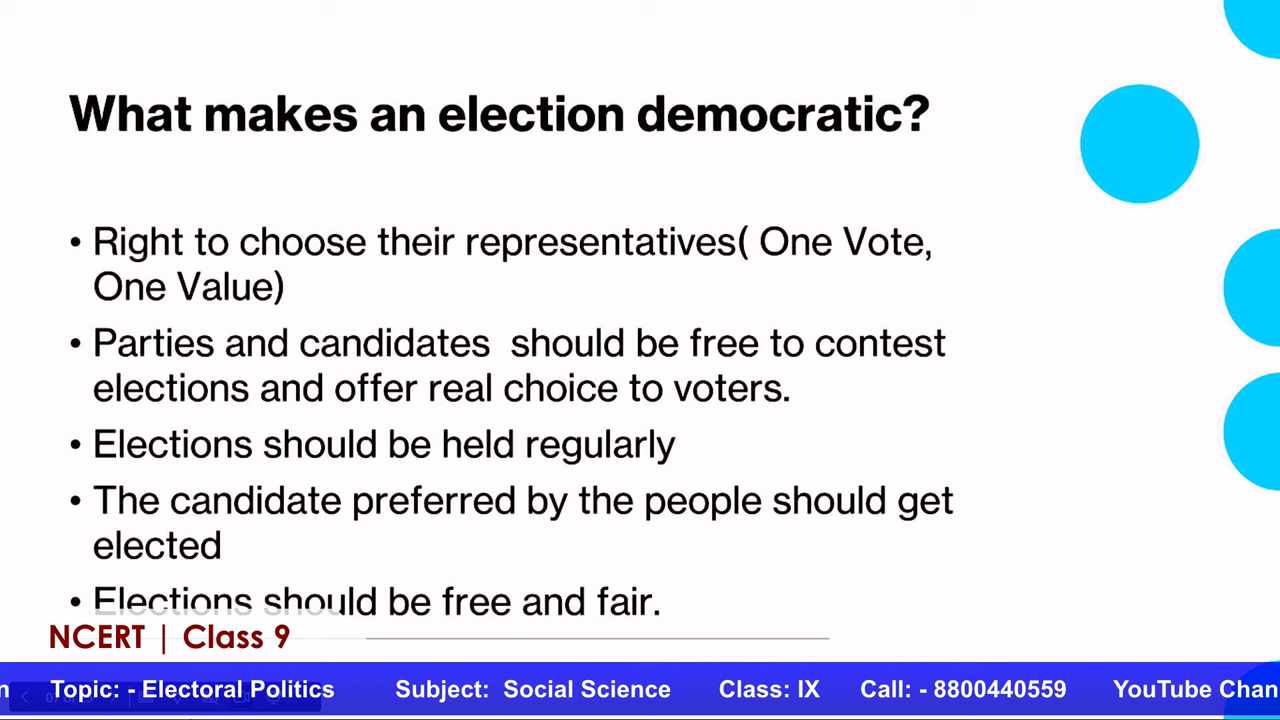 What makes an election democratic?
• Right to choose their representatives( One Vote,
One Value)
• Parties and candidates  should be free to contest
elections and offer real choice to voters.
• Elections should be held regularly
• The candidate preferred by the people should get
elected
• Elections should be free and fair.
NCERT | Class 9
n Topic: - Electoral Politics Subject: Social Science Class: IX Call: - 8800440559 YouTube Chan